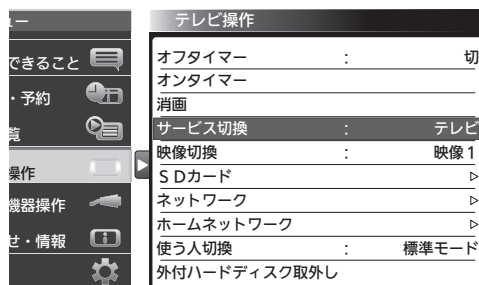 ュー
できること
・予約
覧
操作
機器操作
せ・情報
テレビ操作
オフタイマー : 切
オンタイマー
消画
サービス切換 : テレビ
映像切換 : 映像1
SDカード
ネットワーク
ホームネットワーク
使う人切換 : 標準モード
外付ハードディスク取外し